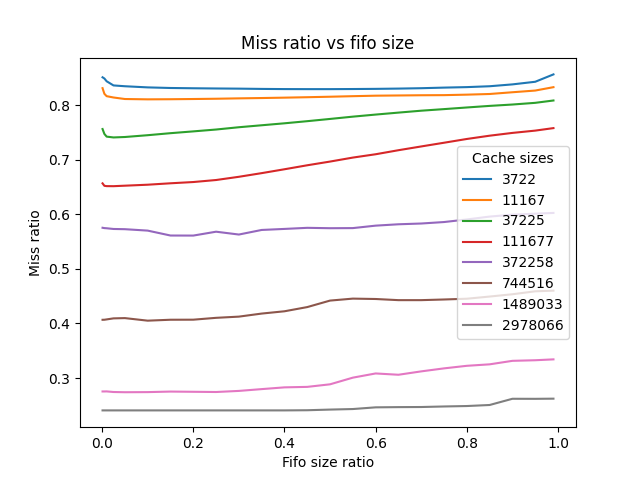 Miss ratio vs fifo size
Miss ratio
0.8
0.7
0.6
0.5
0.4
0.3
Cache sizes
3722
11167
37225
111677
372258
744516
1489033
2978066
0.0 0.2 0.4 0.6 0.8 1.0
Fifo size ratio